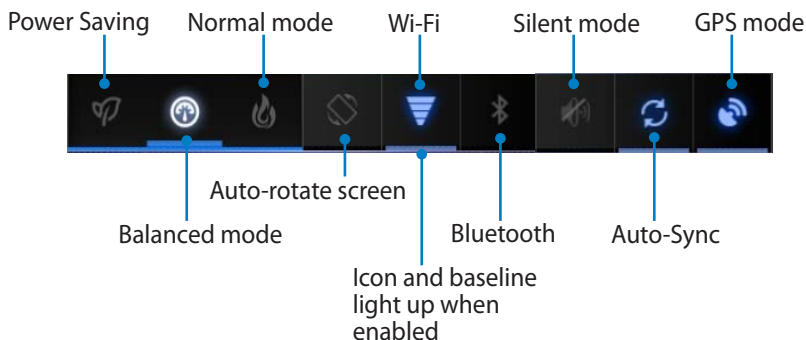 Power Saving
Normal mode
Wi-Fi
Silent mode
GPS mode
Auto-rotate screen
Balanced mode
Bluetooth
Auto-Sync
Icon and baseline
light up when
enabled